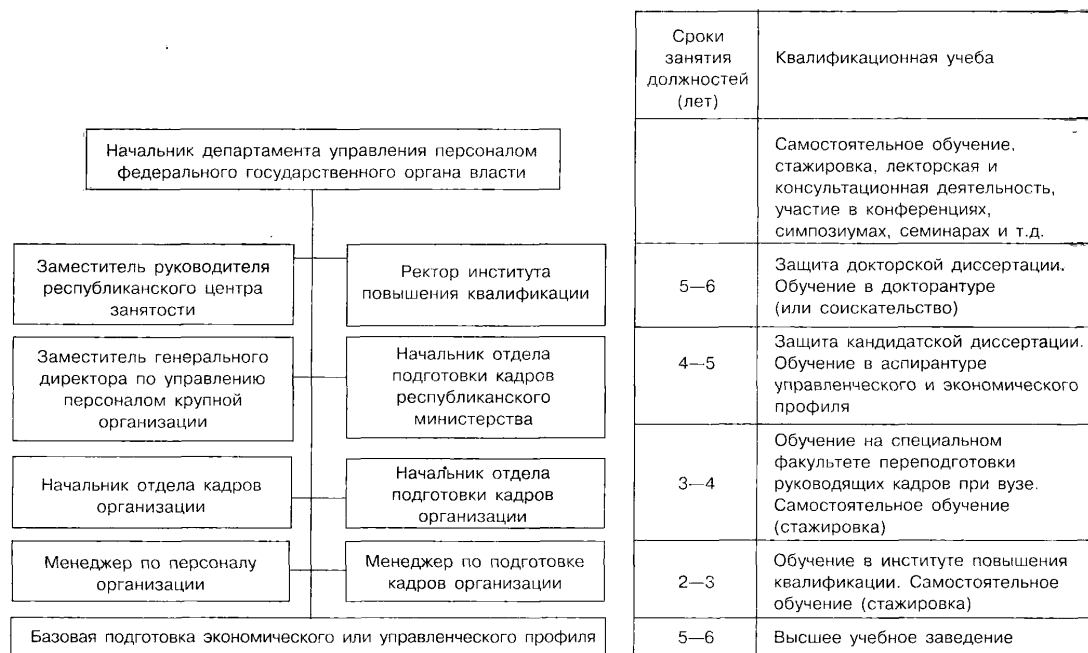 Сроки
занятия
должностей
(лет)
Квалификационная учеба
Начальник департамента управления персоналом
федерального государственного органа власти
Самостоятельное обучение,
стажировка, лекторская и
консультационная деятельность,
участие в конференциях,
симпозиумах, семинарах и т.д.
Заместитель руководителя
республиканского центра
занятости
Ректор института
повышения квалификации
5—6
Защита докторской диссертации.
Обучение в докторантуре
(или соискательство)
Заместитель генерального
директора по управлению
персоналом крупной
организации
Начальник отдела
подготовки кадров
республиканского
министерства
4—5
Защита кандидатской диссертации.
Обучение в аспирантуре
управленческого и экономического
профиля
Начальник отдела кадров
организации
Начальник отдела
подготовки кадров
организации
3—4
Обучение на специальном
факультете переподготовки
руководящих кадров при вузе.
Самостоятельное обучение
(стажировка)
Менеджер по персоналу
организации
Менеджер по подготовке
кадров организации
2—3
Обучение в институте повышения
квалификации. Самостоятельное
обучение (стажировка)
Базовая подготовка экономического или управленческого профиля
5—6
Высшее учебное заведение